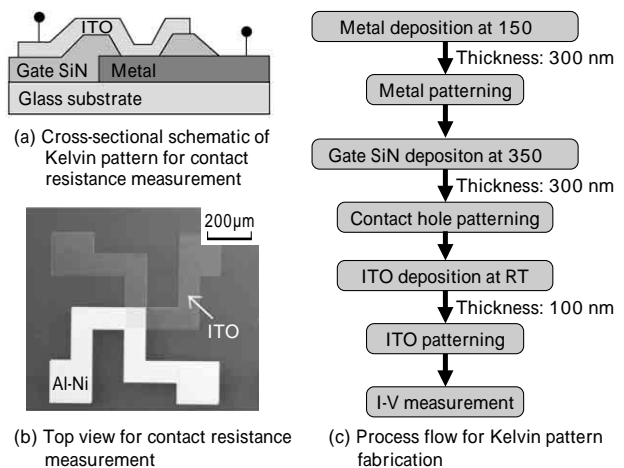 ITO
Gate SiN
Metal
Glass substrate
(a) Cross-sectional schematic of
Kelvin pattern for contact
resistance measurement
200μm
ITO
Al-Ni
(b) Top view for contact resistance
measurement
Metal deposition at 150
Thickness: 300 nm
Metal patterning
Gate SiN depositon at 350
Thickness: 300 nm
Contact hole patterning
ITO deposition at RT
Thickness: 100 nm
ITO patterning
I-V measurement
(c) Process flow for Kelvin pattern
fabrication